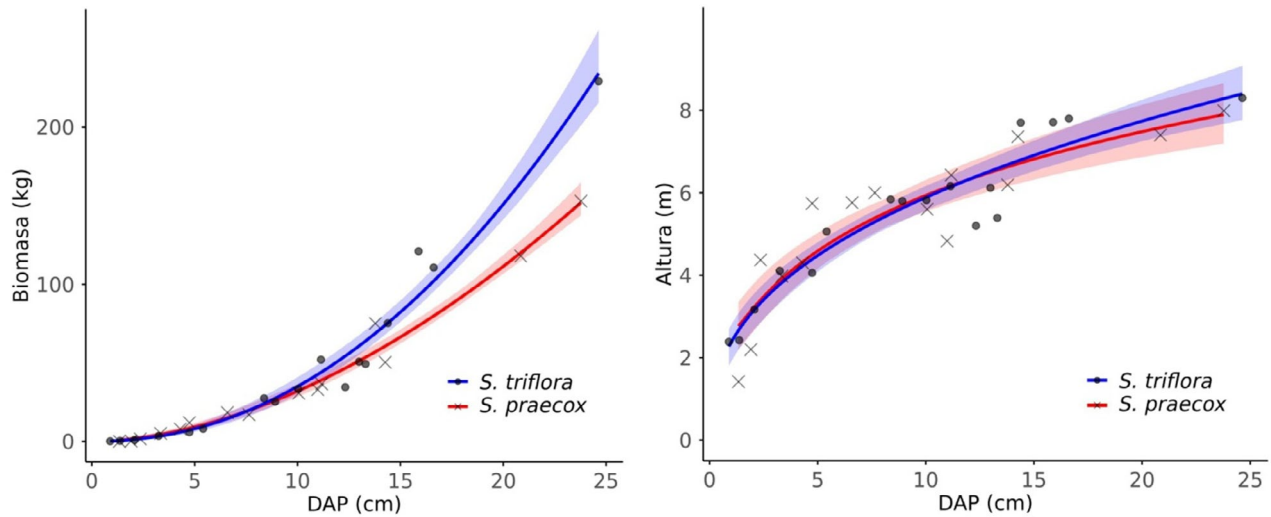 200
100
0
Biomasa (kg)
0 5 10 15 20 25
DAP (cm)
S. triflora
S. praecox
8
6
4
2
0
Altura (m)
0 5 10 15 20 25
DAP (cm)
S. triflora
S. praecox